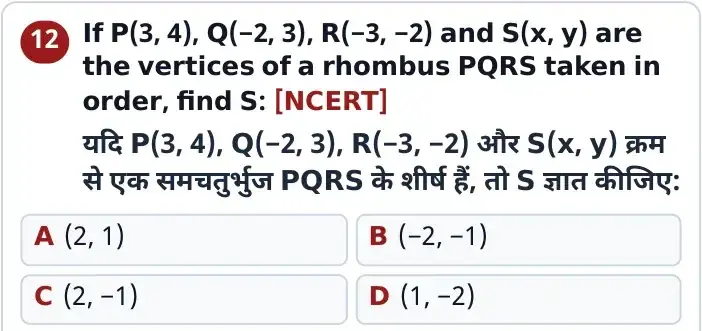 12 If P(3, 4), Q(−2, 3), R(−3, −2) and S(x, y) are
the vertices of a rhombus PQRS taken in
order, find S: [NCERT]
यदि P(3, 4), Q(−2, 3), R(−3, −2) और S(x, y) क्रम
से एक समचतुर्भुज PQRS के शीर्ष हैं, तो S ज्ञात कीजिए:
A (2, 1)
B (−2, −1)
C (2, −1)
D (1, −2)